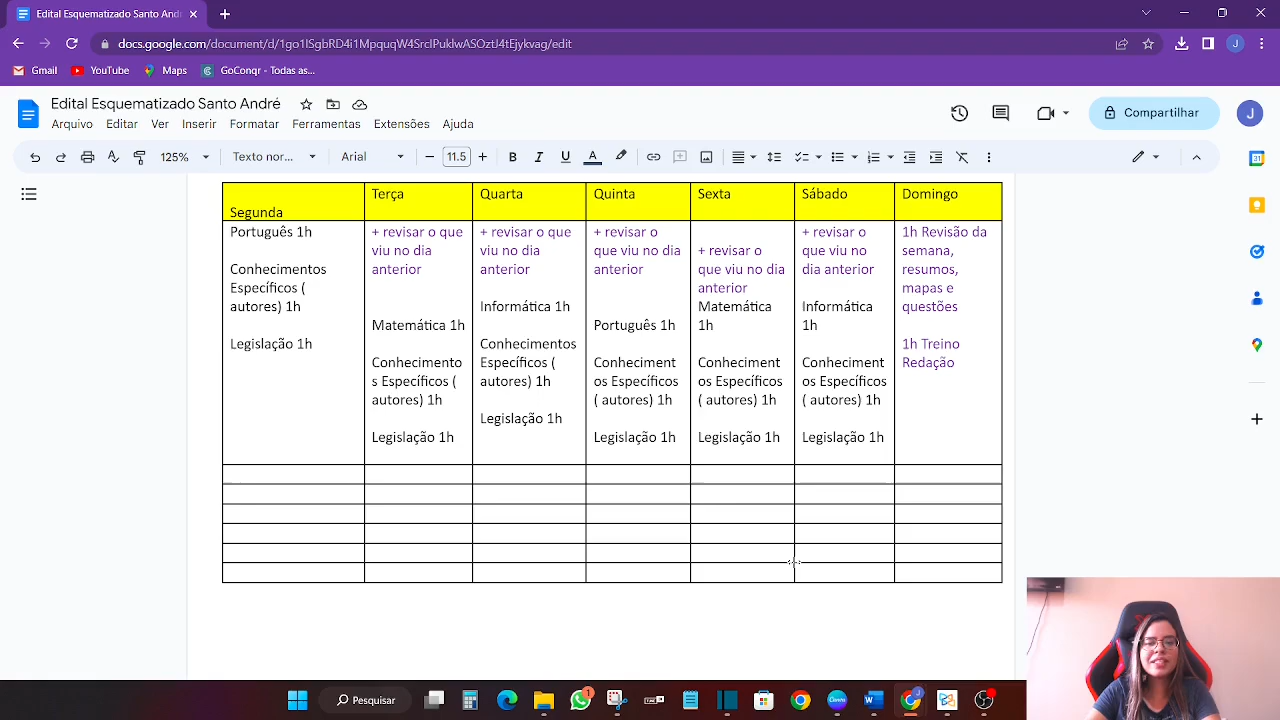 Edital Esquematizado Santo André
docs.google.com/document/d/1go1lSgbRD4i1MpquqW4SrclPuklwASOztJ4tEjykvag/edit
Gmail
YouTube
Maps
GoConqr - Todas as...
Edital Esquematizado Santo André
Arquivo Editar Ver Inserir Formatar Ferramentas Extensões Ajuda
Compartilhar
J
125% Texto nor... Arial 11.5
Segunda
Terça
Quarta
Quinta
Sexta
Sábado
Domingo
Português 1h
Conhecimentos
Específicos (
autores) 1h
Legislação 1h
+ revisar o que
viu no dia
anterior
Matemática 1h
Conhecimento
s Específicos (
autores) 1h
Legislação 1h
+ revisar o que
viu no dia
anterior
Informática 1h
Conhecimentos
Específicos (
autores) 1h
Legislação 1h
+ revisar o
que viu no dia
anterior
Português 1h
Conheciment
os Específicos
( autores) 1h
Legislação 1h
+ revisar o
que viu no dia
anterior
Matemática
1h
Conheciment
os Específicos
( autores) 1h
Legislação 1h
+ revisar o
que viu no
dia anterior
Informática
1h
Conheciment
os Específicos
( autores) 1h
Legislação 1h
1h Revisão da
semana,
resumos,
mapas e
questões
1h Treino
Redação
Pesquisar